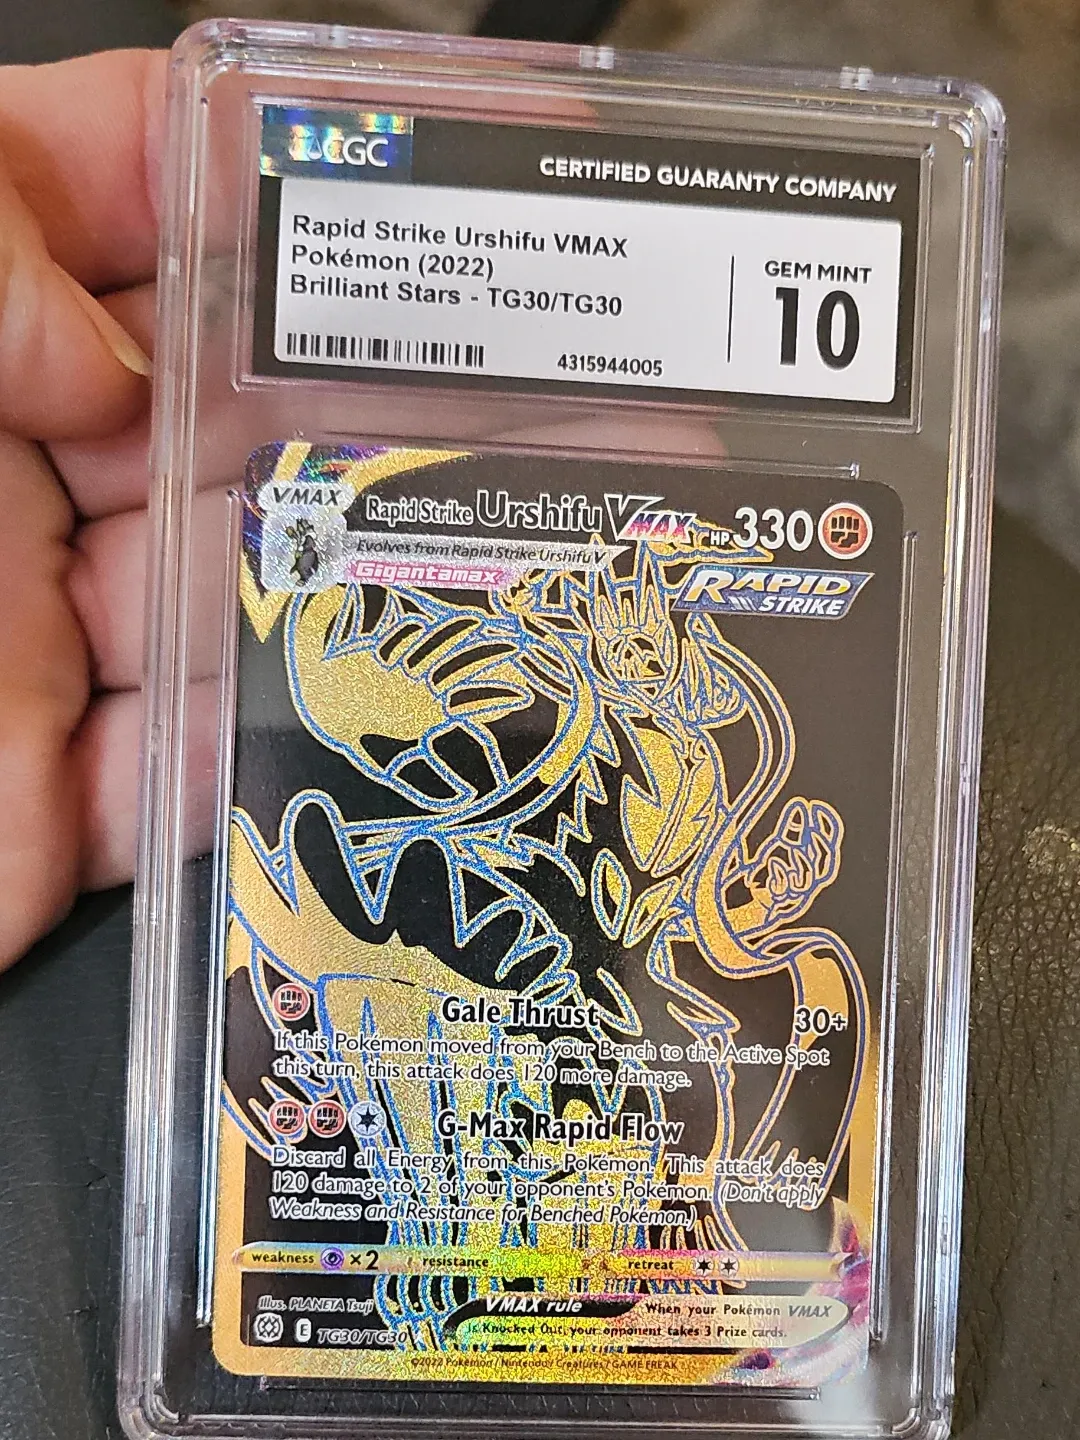 CGC
CERTIFIED GUARANTY COMPANY
Rapid Strike Urshifu VMAX
Pokémon (2022)
Brilliant Stars - TG30/TG30
GEM MINT
10
4315944005
VMAX
Rapid Strike Urshifu VMAX HP 330
Evolves from Rapid Strike Urshifu V
Gigantamax
RAPID
STRIKE
Gale Thrust 30+
If this Pokémon moved from your Bench to the Active Spot
this turn, this attack does 120 more damage.
G-Max Rapid Flow
Discard all Energy from this Pokémon. This attack does
120 damage to 2 of your opponent's Pokémon. (Don't apply
Weakness and Resistance for Benched Pokémon.)
weakness ×2 resistance retreat
Illus. PLANETA Tsuji
VMAX rule
When your Pokémon VMAX
is Knocked Out, your opponent takes 3 Prize cards.
E TG30/TG30
©2022 Pokémon / Nintendo / Creatures / GAME FREAK